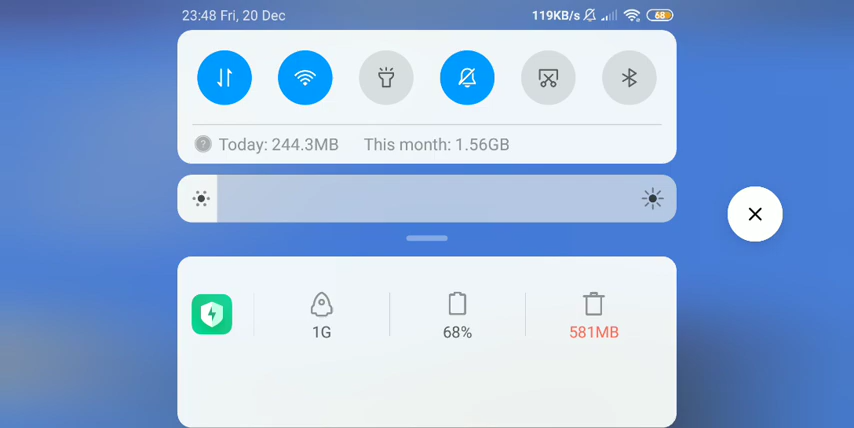 23:48 Fri, 20 Dec 119KB/s 68
? Today: 244.3MB This month: 1.56GB
1G 68% 581MB